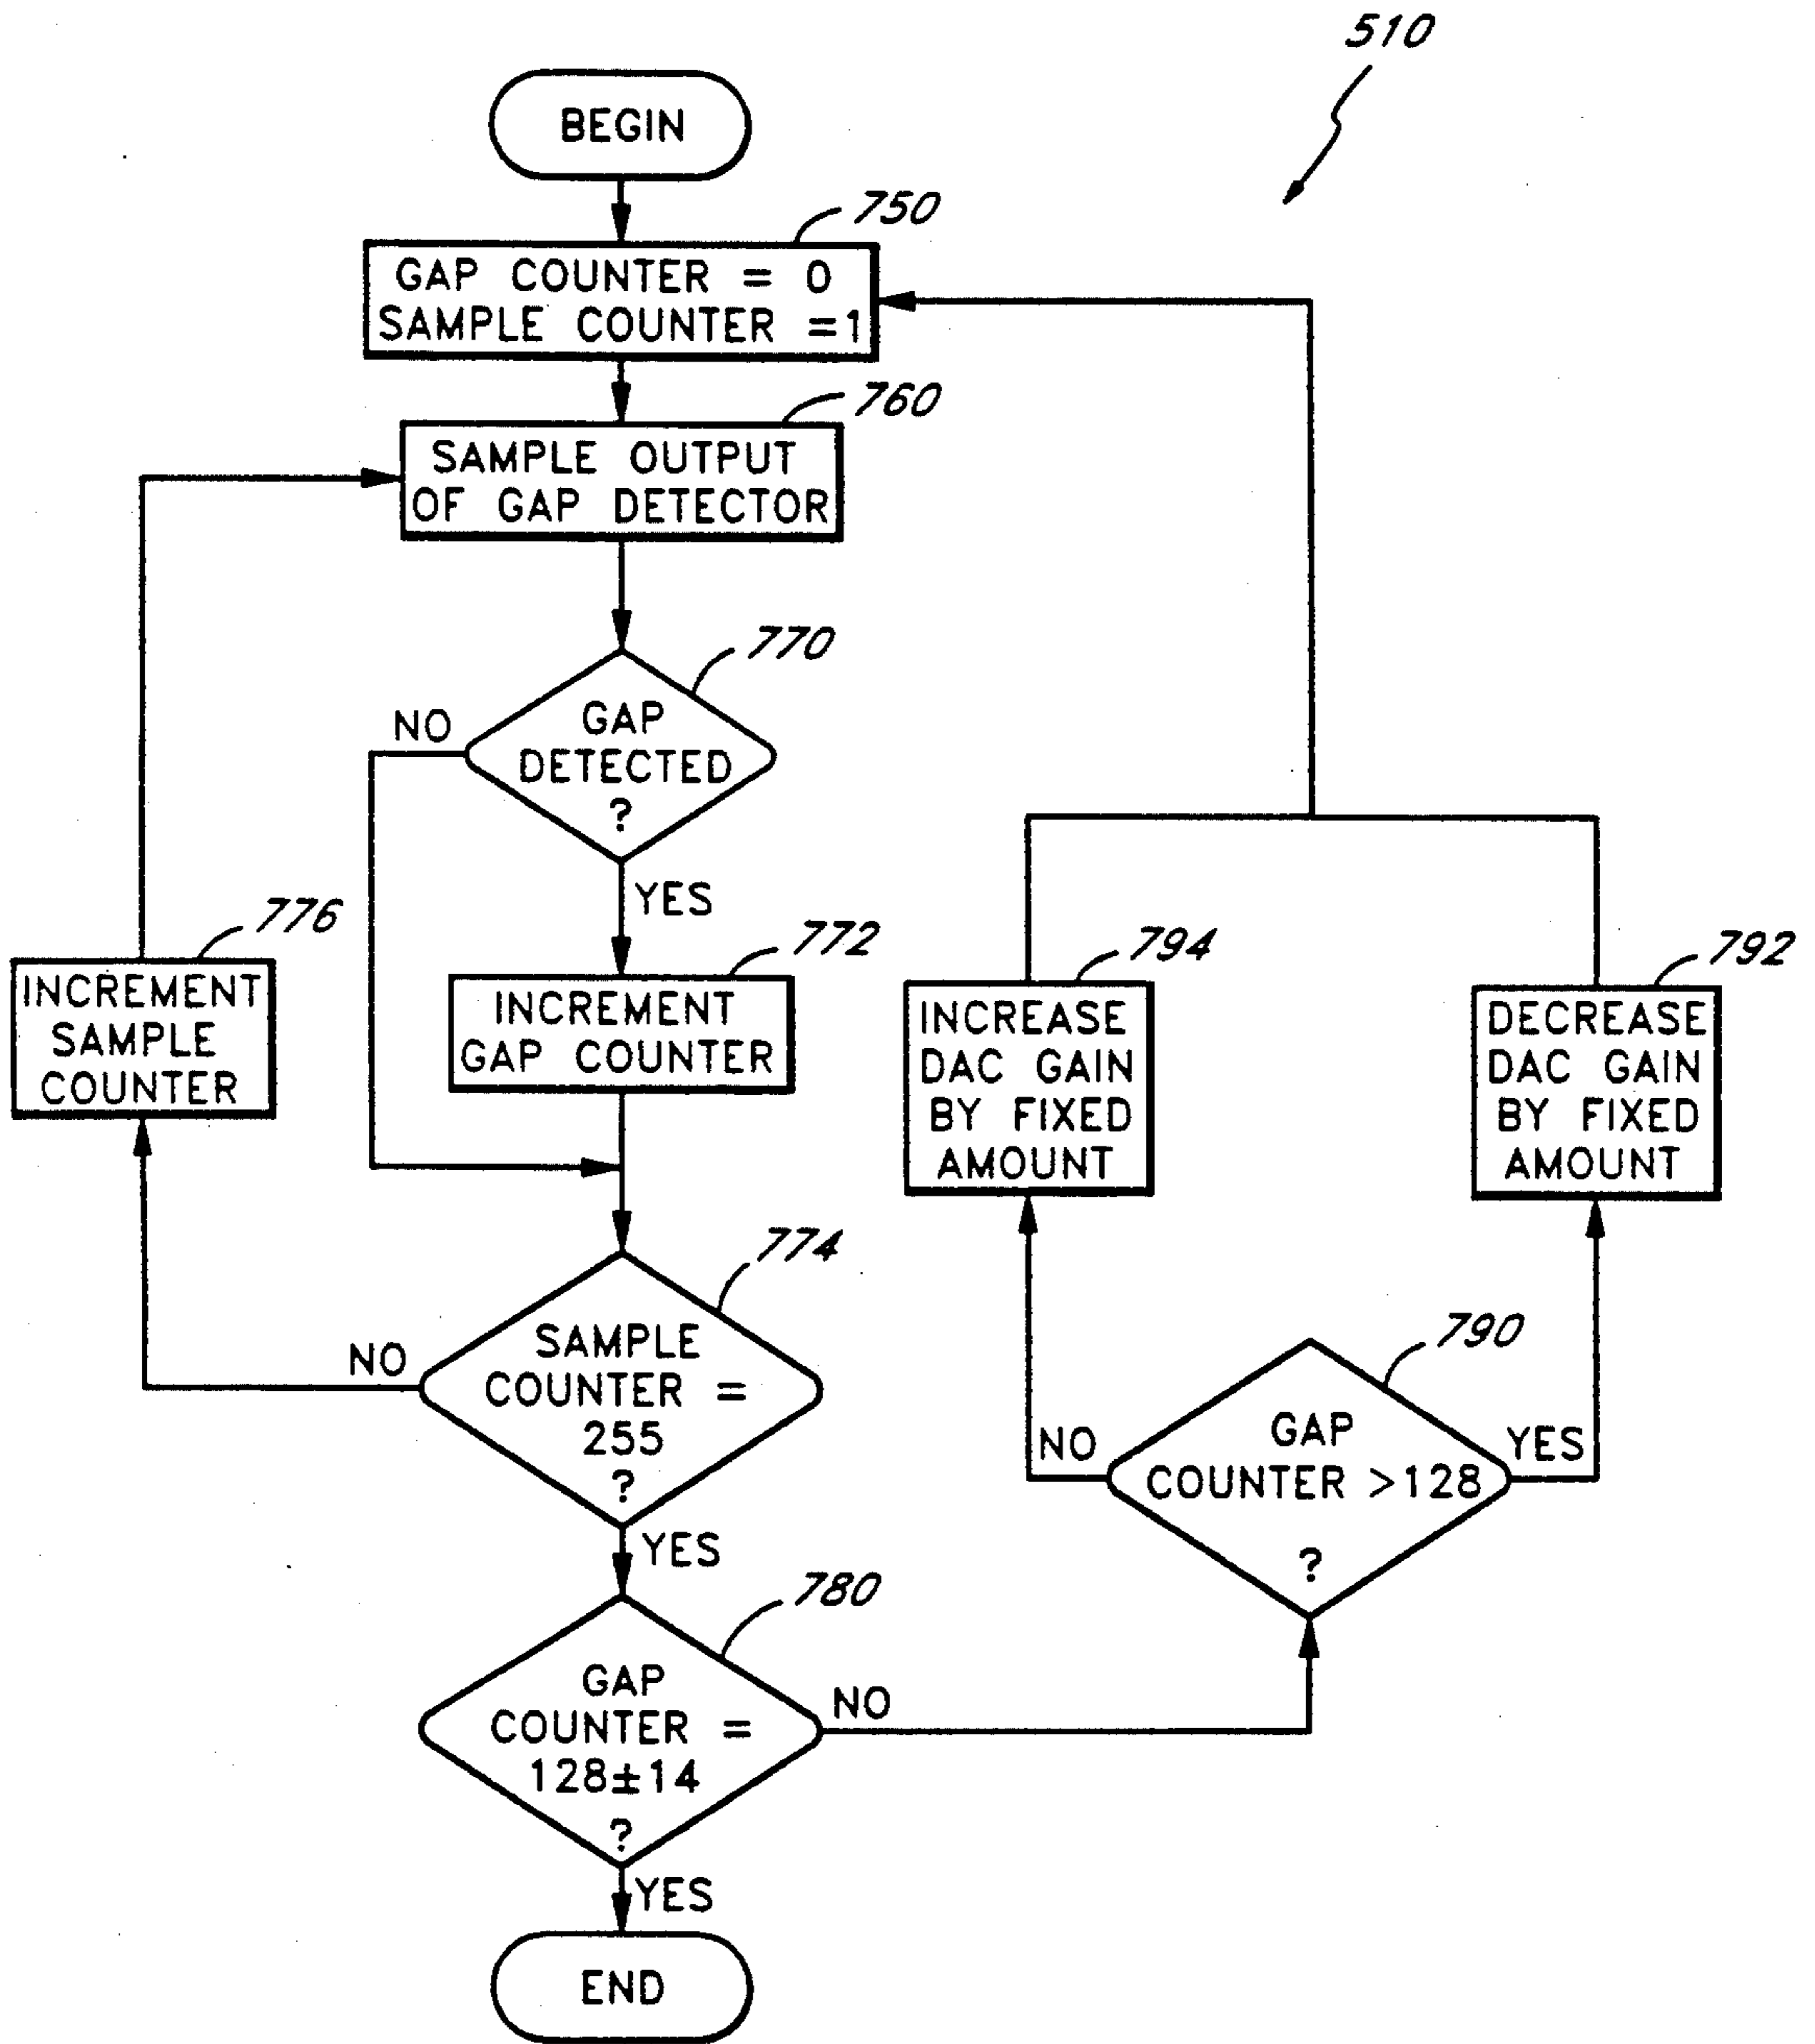 510
BEGIN
750
GAP COUNTER = 0
SAMPLE COUNTER =1
760
SAMPLE OUTPUT
OF GAP DETECTOR
770
NO
GAP
DETECTED
?
YES
776
INCREMENT
SAMPLE
COUNTER
772
INCREMENT
GAP COUNTER
794
INCREASE
DAC GAIN
BY FIXED
AMOUNT
792
DECREASE
DAC GAIN
BY FIXED
AMOUNT
774
NO
SAMPLE
COUNTER =
255
?
YES
790
NO
GAP
COUNTER >128
?
YES
780
GAP
COUNTER =
128±14
?
NO
YES
END